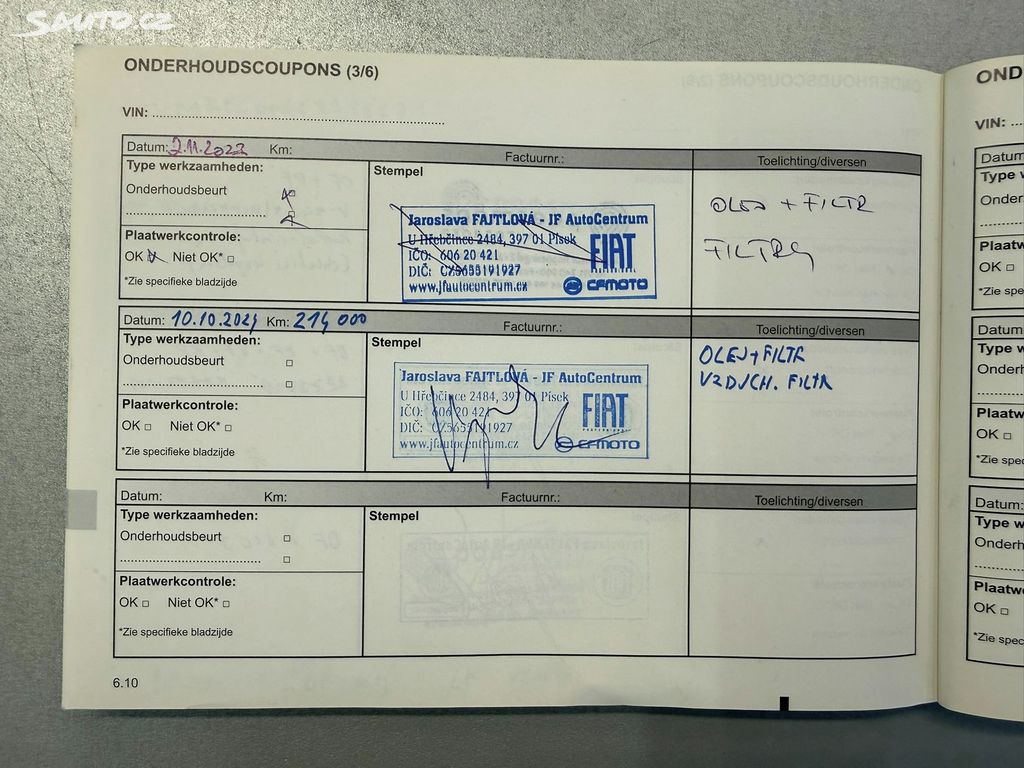 SAUTO.CZ
ONDERHOUDSCOUPONS (3/6)
VIN:
Datum: 2.11.2022 Km: Factuurnr.: Toelichting/diversen
Type werkzaamheden:
Onderhoudsbeurt
Plaatwerkcontrole:
OK Niet OK*
*Zie specifieke bladzijde
Stempel
Jaroslava FAJTLOVÁ - JF AutoCentrum
U Hřebčince 2484, 397 01 Písek
IČO: 606 20 421
DIČ: CZ5655191927
www.jfautocentrum.cz
FIAT
CFMOTO
OLEJ + FILTR
FILTRY
Datum: 10.10.2024 Km: 214 000 Factuurnr.: Toelichting/diversen
Type werkzaamheden:
Onderhoudsbeurt
Plaatwerkcontrole:
OK Niet OK*
*Zie specifieke bladzijde
Stempel
Jaroslava FAJTLOVÁ - JF AutoCentrum
U Hřebčince 2484, 397 01 Písek
IČO: 606 20 421
DIČ: CZ5655191927
www.jfautocentrum.cz
FIAT
PROFESSIONAL
CFMOTO
OLEJ + FILTR
VZDUCH. FILTR
Datum: Km: Factuurnr.: Toelichting/diversen
Type werkzaamheden:
Onderhoudsbeurt
Plaatwerkcontrole:
OK Niet OK*
*Zie specifieke bladzijde
Stempel
6.10
OND
VIN:
Datum
Type w
Onder
Plaatw
OK
*Zie spe
Datum:
Type w
Onderh
Plaatw
OK
*Zie spec
Datum:
Type w
Onderh
Plaatwe
OK
*Zie spec